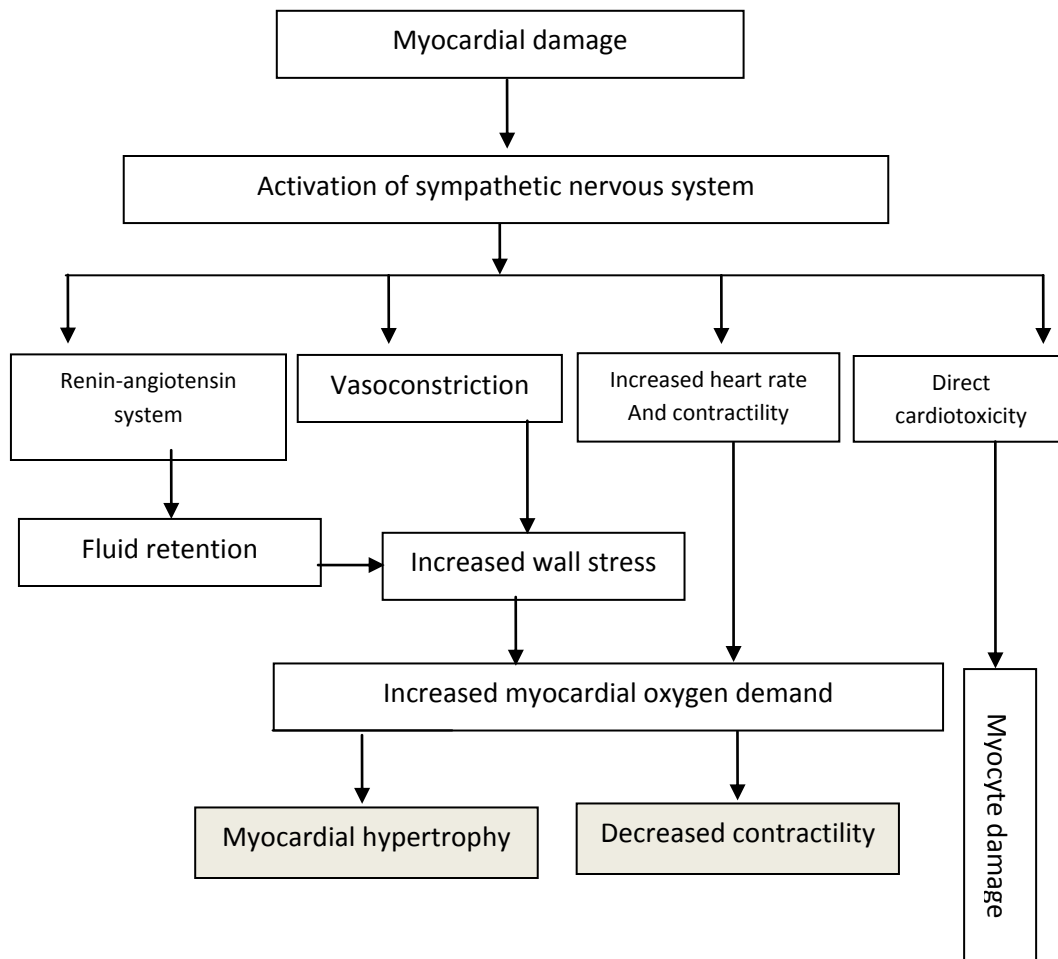 Myocardial damage
Activation of sympathetic nervous system
Renin-angiotensin
system
Vasoconstriction
Increased heart rate
And contractility
Direct
cardiotoxicity
Fluid retention
Increased wall stress
Increased myocardial oxygen demand
Myocardial hypertrophy
Decreased contractility
Myocyte damage